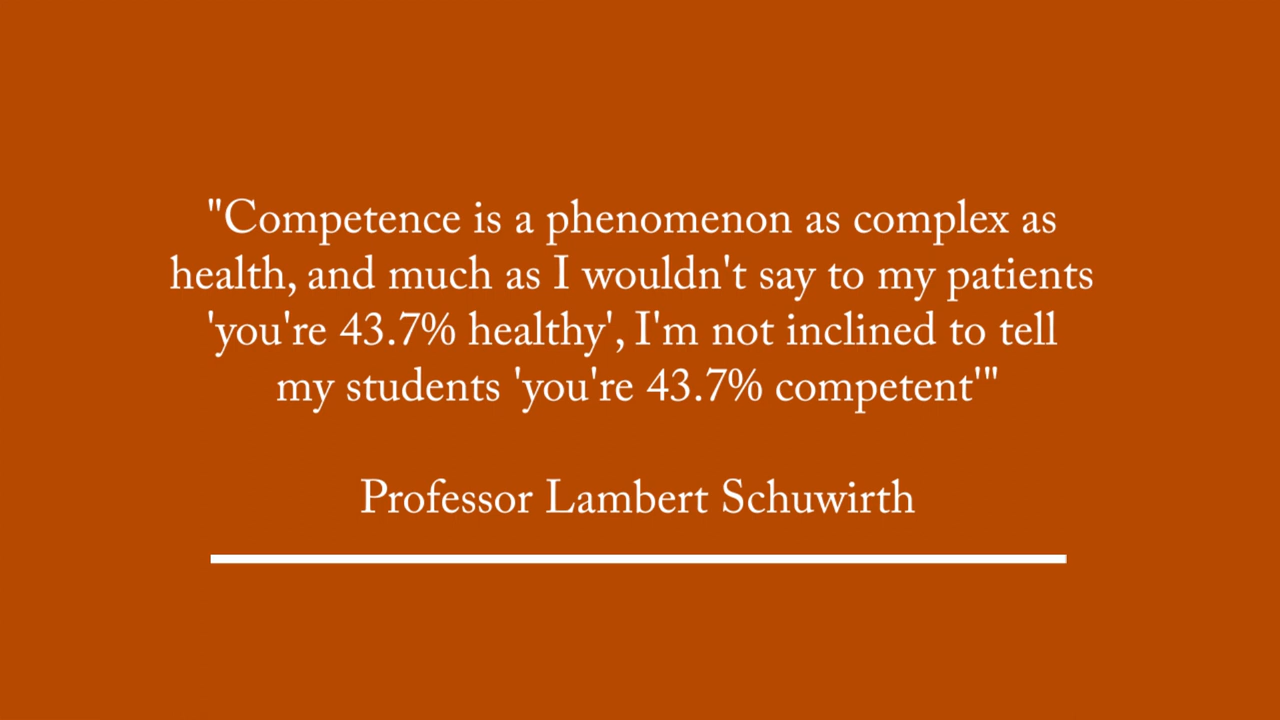 "Competence is a phenomenon as complex as
health, and much as I wouldn't say to my patients
'you're 43.7% healthy', I'm not inclined to tell
my students 'you're 43.7% competent'"
Professor Lambert Schuwirth